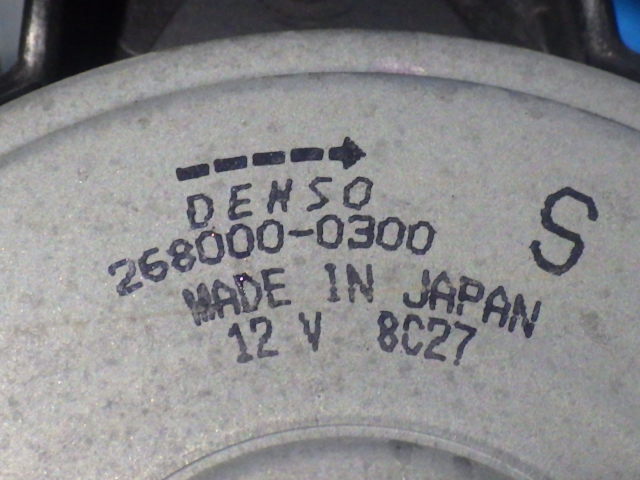 DENSO
268000-0300
S
MADE IN JAPAN
12 V 8C27